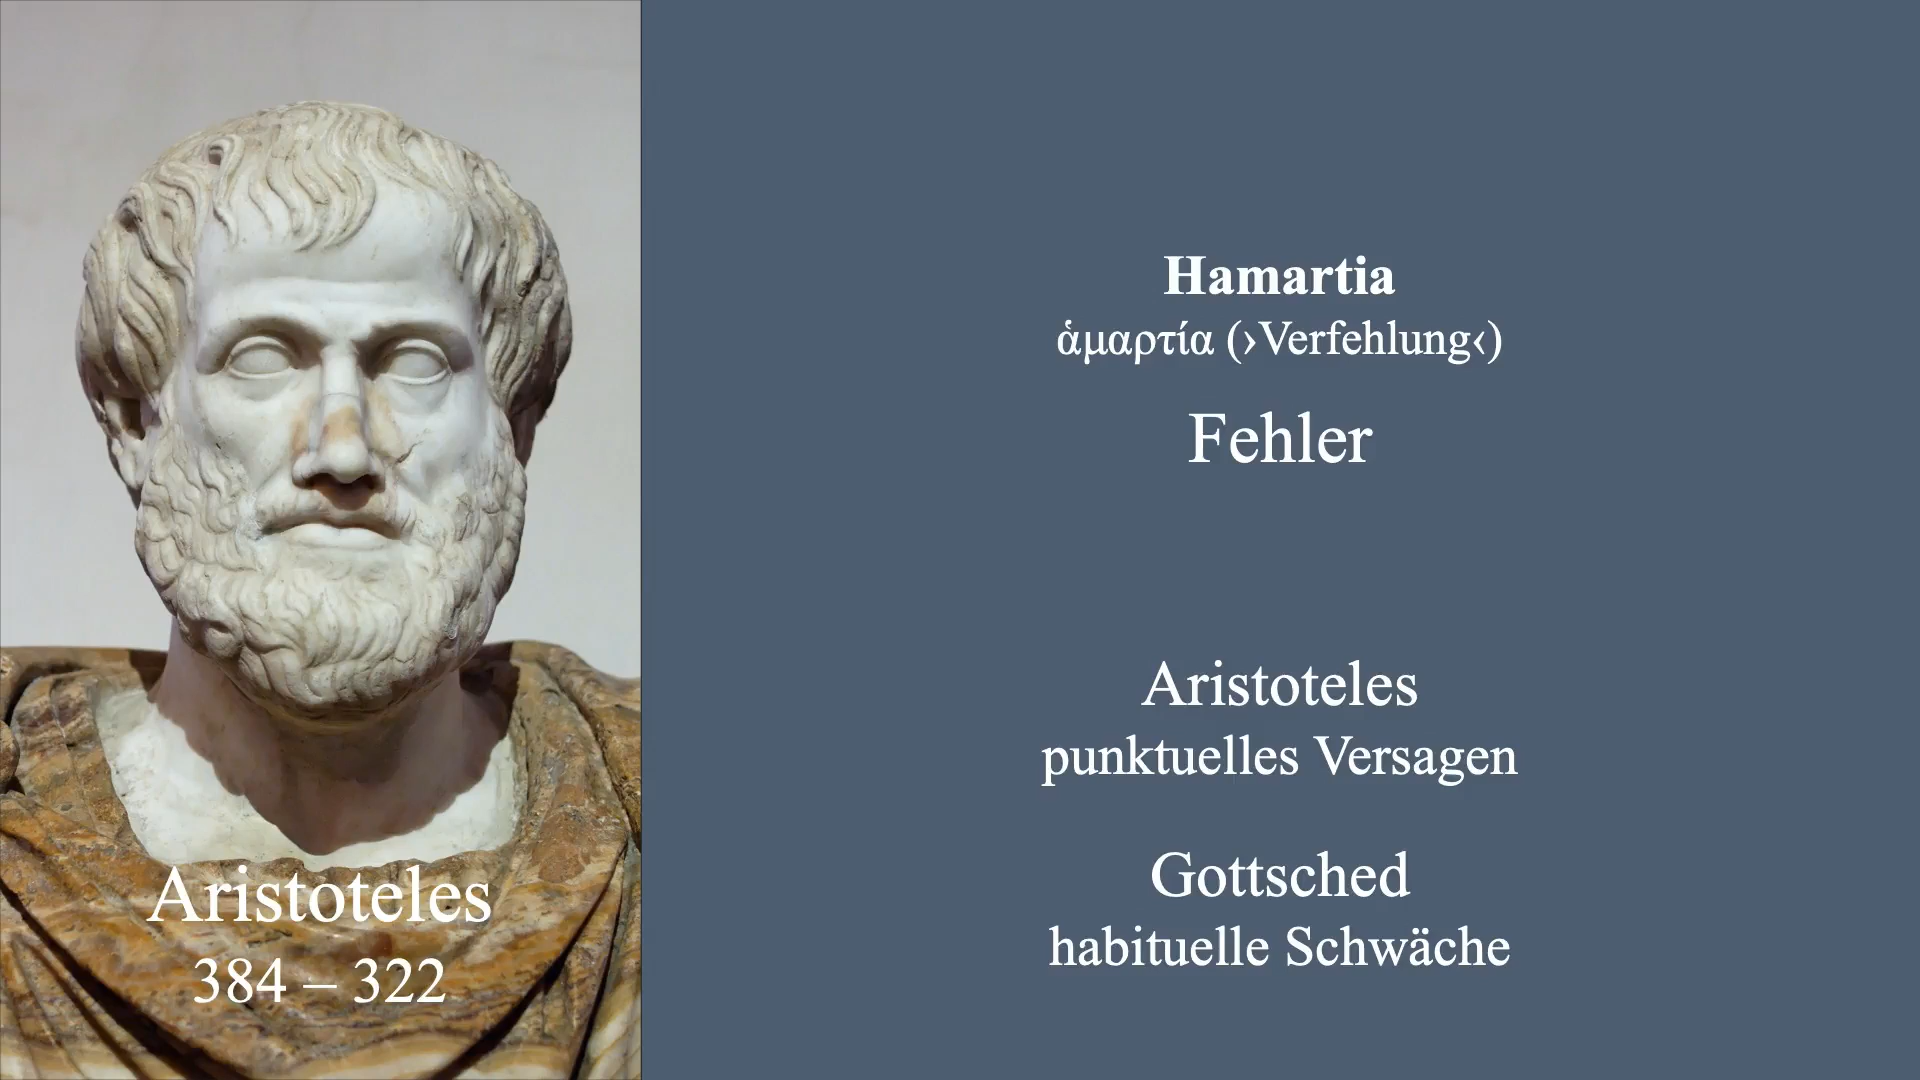 Aristoteles
384 – 322
Hamartia
ἁμαρτία (›Verfehlung‹)
Fehler
Aristoteles
punktuelles Versagen
Gottsched
habituelle Schwäche